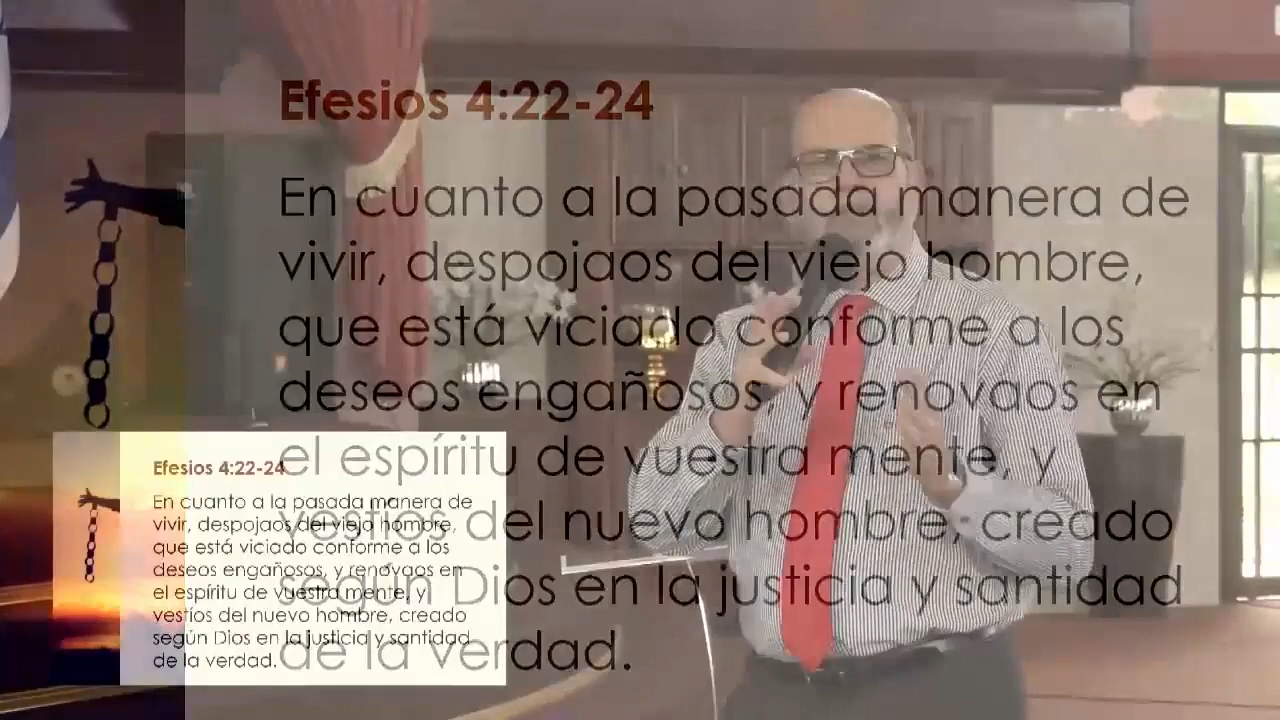 Efesios 4:22-24
En cuanto a la pasada manera de
vivir, despojaos del viejo hombre,
que está viciado conforme a los
deseos engañosos, y renovaos en
el espíritu de vuestra mente, y
vestíos del nuevo hombre, creado
según Dios en la justicia y santidad
de la verdad.
Efesios 4:22-24
En cuanto a la pasada manera de
vivir, despojaos del viejo hombre,
que está viciado conforme a los
deseos engañosos, y renovaos en
el espíritu de vuestra mente, y
vestíos del nuevo hombre, creado
según Dios en la justicia y santidad
de la verdad.